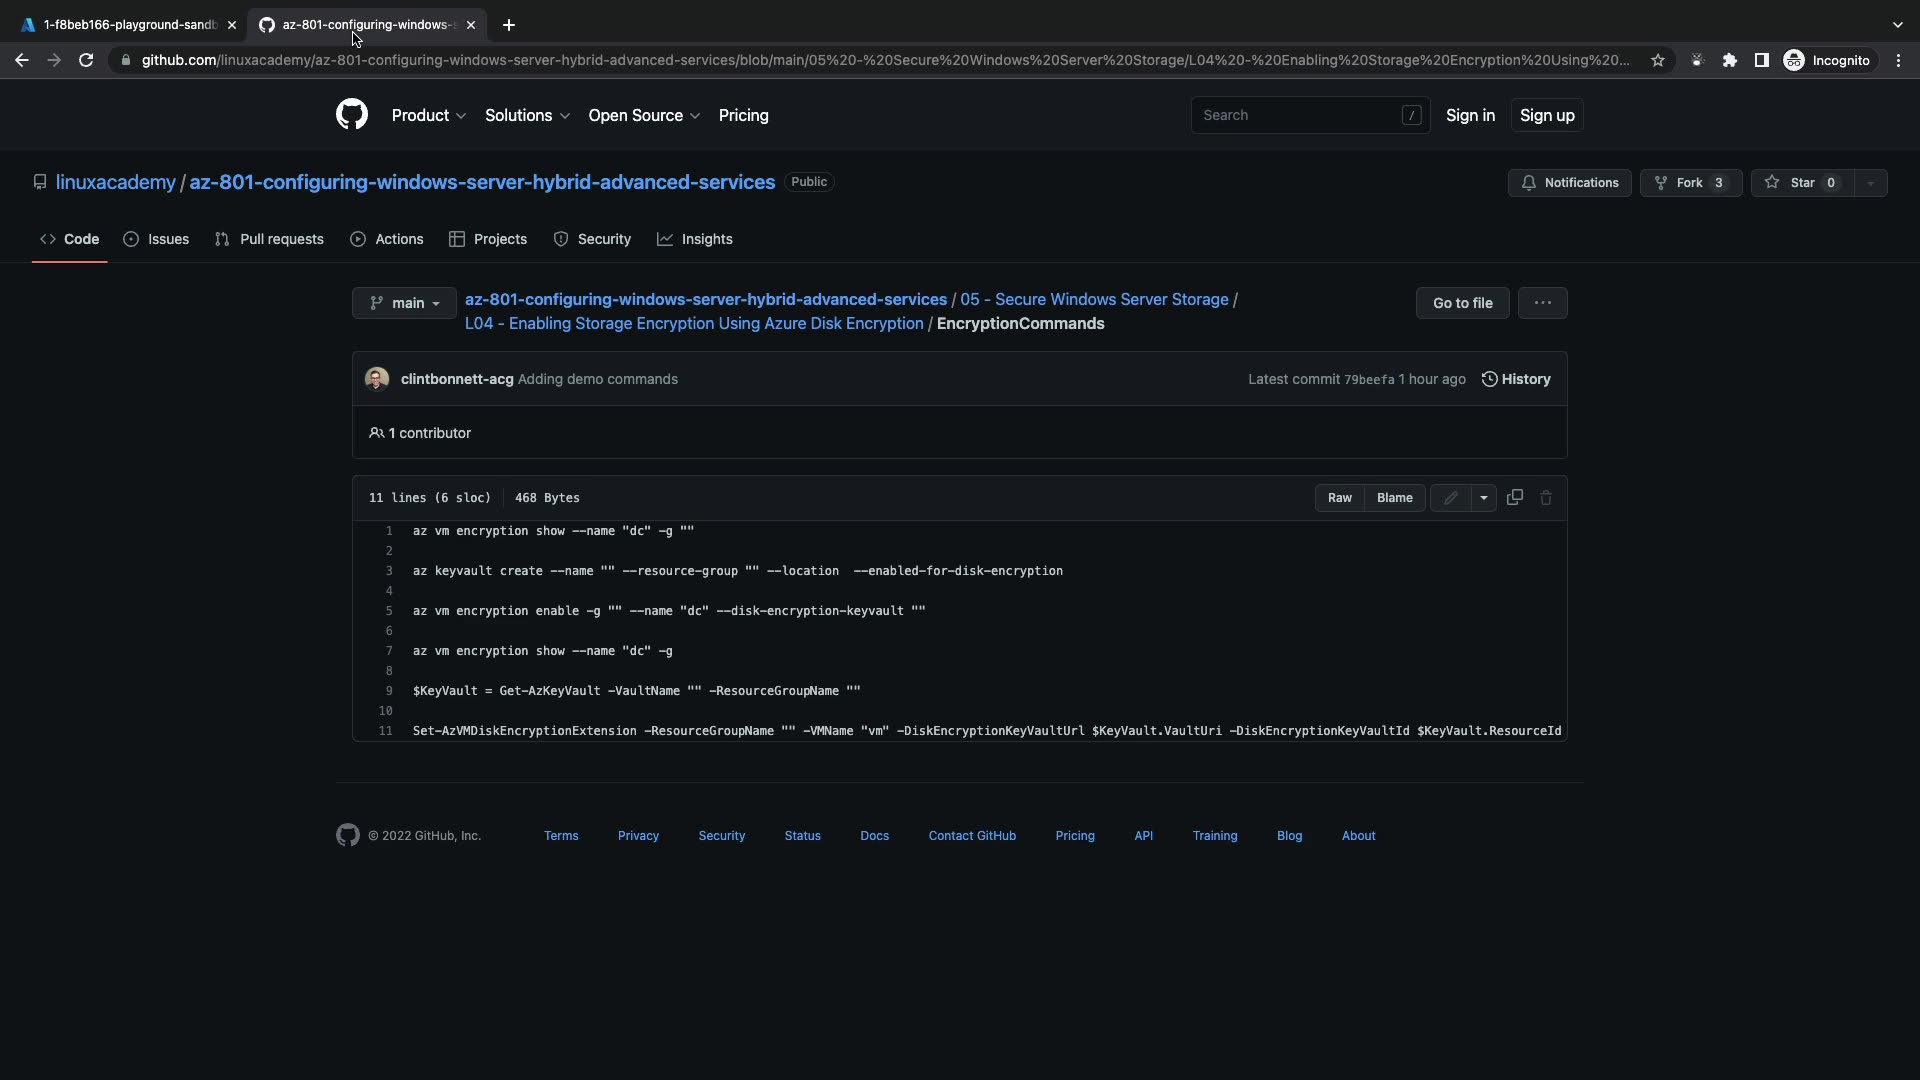 1-f8beb166-playground-sandb
az-801-configuring-windows-s
github.com/linuxacademy/az-801-configuring-windows-server-hybrid-advanced-services/blob/main/05%20-%20Secure%20Windows%20Server%20Storage/L04%20-%20Enabling%20Storage%20Encryption%20Using%20...
Incognito
Product
Solutions
Open Source
Pricing
Search
/
Sign in
Sign up
linuxacademy / az-801-configuring-windows-server-hybrid-advanced-services
Public
Notifications
Fork 3
Star 0
Code
Issues
Pull requests
Actions
Projects
Security
Insights
main
az-801-configuring-windows-server-hybrid-advanced-services / 05 - Secure Windows Server Storage /
L04 - Enabling Storage Encryption Using Azure Disk Encryption / EncryptionCommands
Go to file
...
clintbonnett-acg Adding demo commands
Latest commit 79beefa 1 hour ago
History
1 contributor
11 lines (6 sloc)
468 Bytes
Raw
Blame
1 az vm encryption show --name "dc" -g ""
2
3 az keyvault create --name "" --resource-group "" --location  --enabled-for-disk-encryption
4
5 az vm encryption enable -g "" --name "dc" --disk-encryption-keyvault ""
6
7 az vm encryption show --name "dc" -g
8
9 $KeyVault = Get-AzKeyVault -VaultName "" -ResourceGroupName ""
10
11 Set-AzVMDiskEncryptionExtension -ResourceGroupName "" -VMName "vm" -DiskEncryptionKeyVaultUrl $KeyVault.VaultUri -DiskEncryptionKeyVaultId $KeyVault.ResourceId
© 2022 GitHub, Inc.
Terms
Privacy
Security
Status
Docs
Contact GitHub
Pricing
API
Training
Blog
About